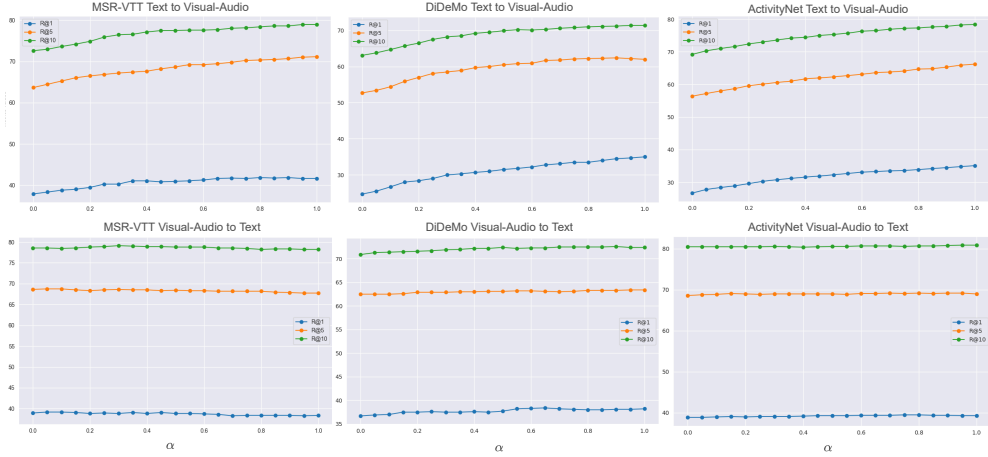 MSR-VTT Text to Visual-Audio
R@1
R@5
R@10
80
70
60
50
40
0.0 0.2 0.4 0.6 0.8 1.0
DiDeMo Text to Visual-Audio
R@1
R@5
R@10
70
60
50
40
30
0.0 0.2 0.4 0.6 0.8 1.0
ActivityNet Text to Visual-Audio
R@1
R@5
R@10
80
70
60
50
40
30
0.0 0.2 0.4 0.6 0.8 1.0
MSR-VTT Visual-Audio to Text
80
75
70
65
60
55
50
45
40
R@1
R@5
R@10
0.0 0.2 0.4 0.6 0.8 1.0
α
DiDeMo Visual-Audio to Text
70
65
60
55
50
45
40
35
R@1
R@5
R@10
0.0 0.2 0.4 0.6 0.8 1.0
α
ActivityNet Visual-Audio to Text
80
70
60
50
40
R@1
R@5
R@10
0.0 0.2 0.4 0.6 0.8 1.0
α